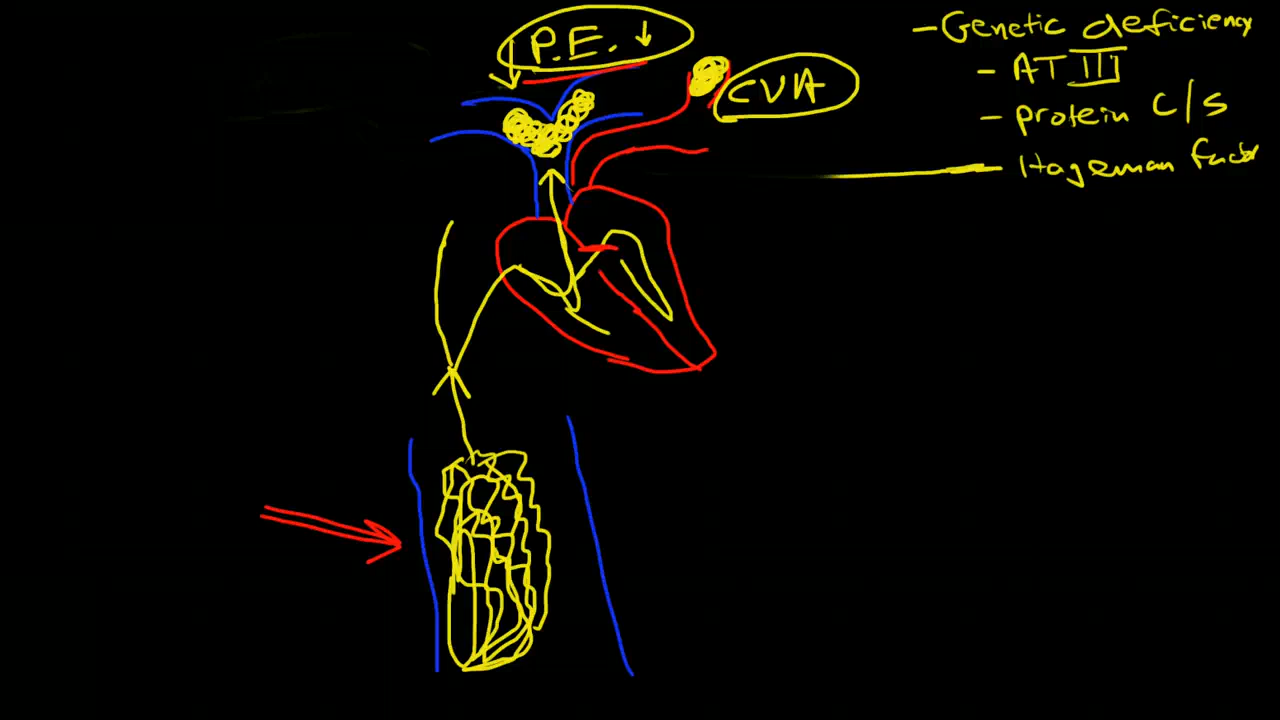 P.E. ↓
CVA
- Genetic deficiency
- AT III
- protein C/S
- Hageman factor